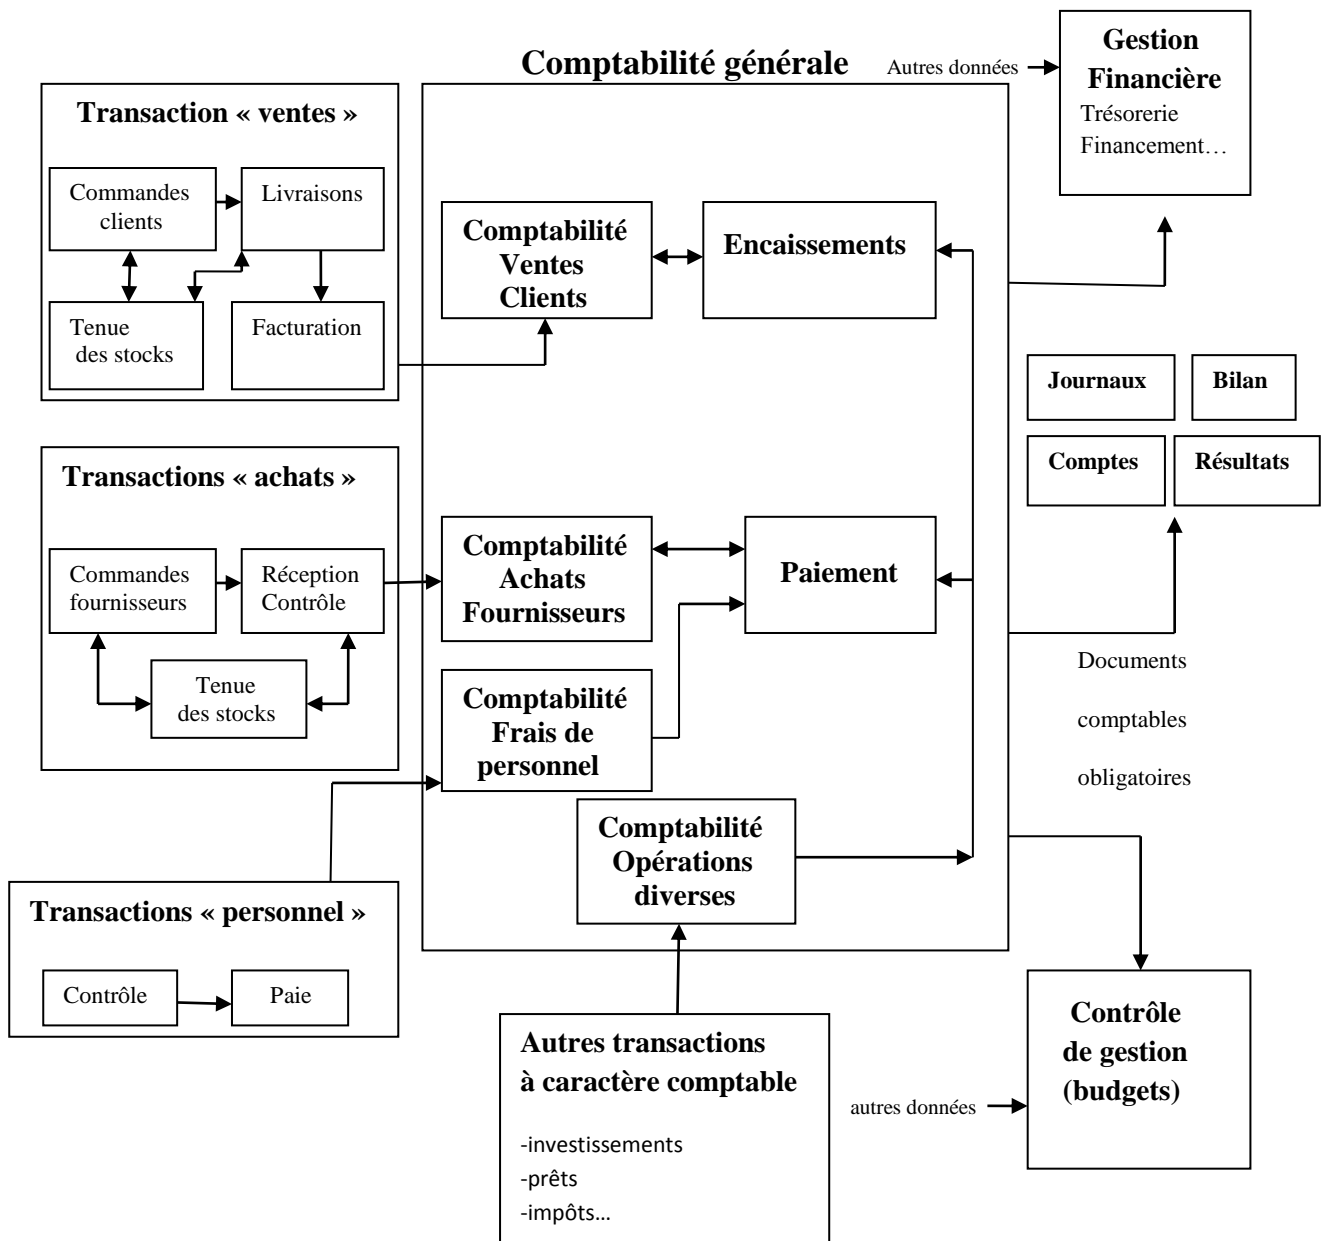 Gestion
Financière
Trésorerie
Financement…
Comptabilité générale
Autres données
Transaction « ventes »
Commandes
clients
Livraisons
Tenue
des stocks
Facturation
Comptabilité
Ventes
Clients
Encaissements
Journaux
Bilan
Comptes
Résultats
Transactions « achats »
Commandes
fournisseurs
Réception
Contrôle
Tenue
des stocks
Comptabilité
Achats
Fournisseurs
Paiement
Comptabilité
Frais de
personnel
Documents
comptables
obligatoires
Comptabilité
Opérations
diverses
Transactions « personnel »
Contrôle
Paie
Autres transactions
à caractère comptable
-investissements
-prêts
-impôts…
autres données
Contrôle
de gestion
(budgets)